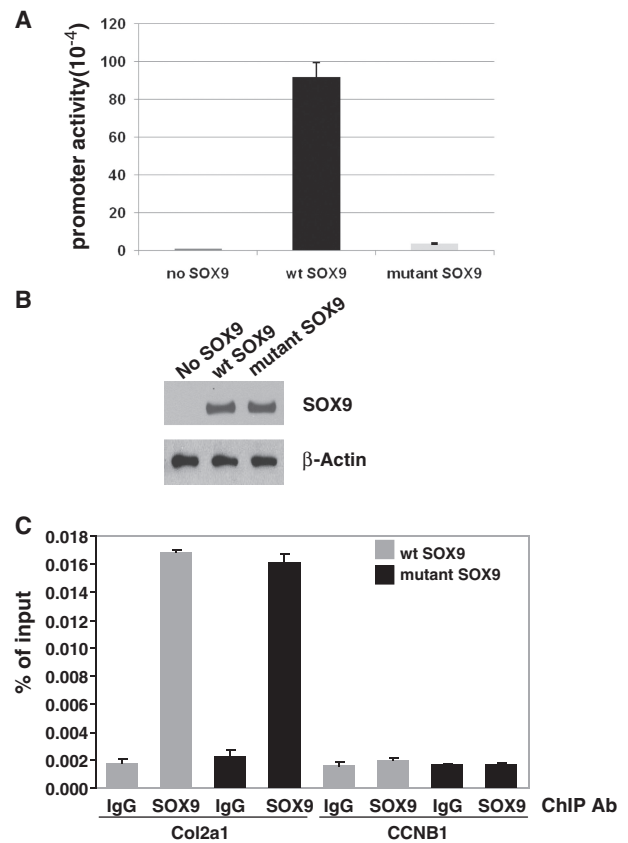 A
promoter activity(10-4)
120
100
80
60
40
20
0
no SOX9
wt SOX9
mutant SOX9
B
No SOX9
wt SOX9
mutant SOX9
SOX9
β-Actin
C
% of input
0.018
0.016
0.014
0.012
0.010
0.008
0.006
0.004
0.002
0.000
wt SOX9
mutant SOX9
IgG SOX9 IgG SOX9 IgG SOX9 IgG SOX9 ChIP Ab
Col2a1 CCNB1